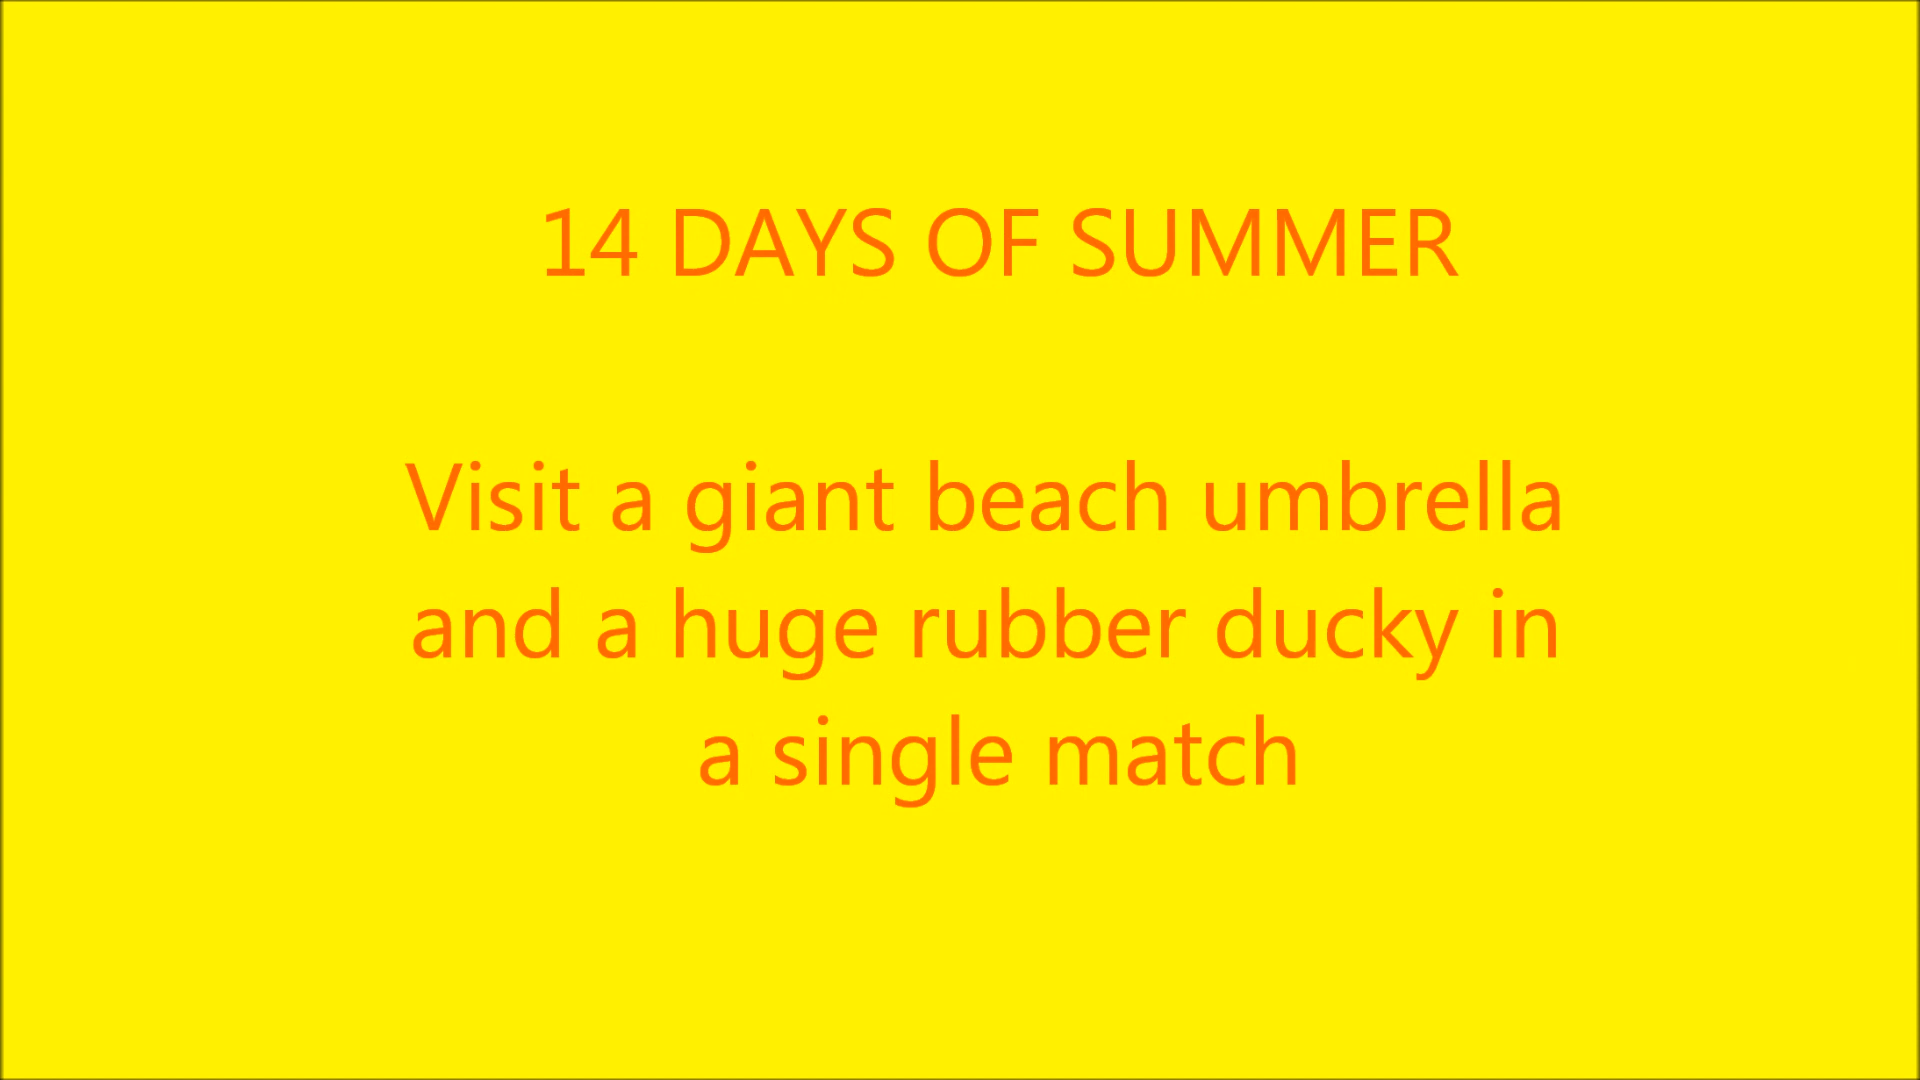 14 DAYS OF SUMMER
Visit a giant beach umbrella
and a huge rubber ducky in
a single match